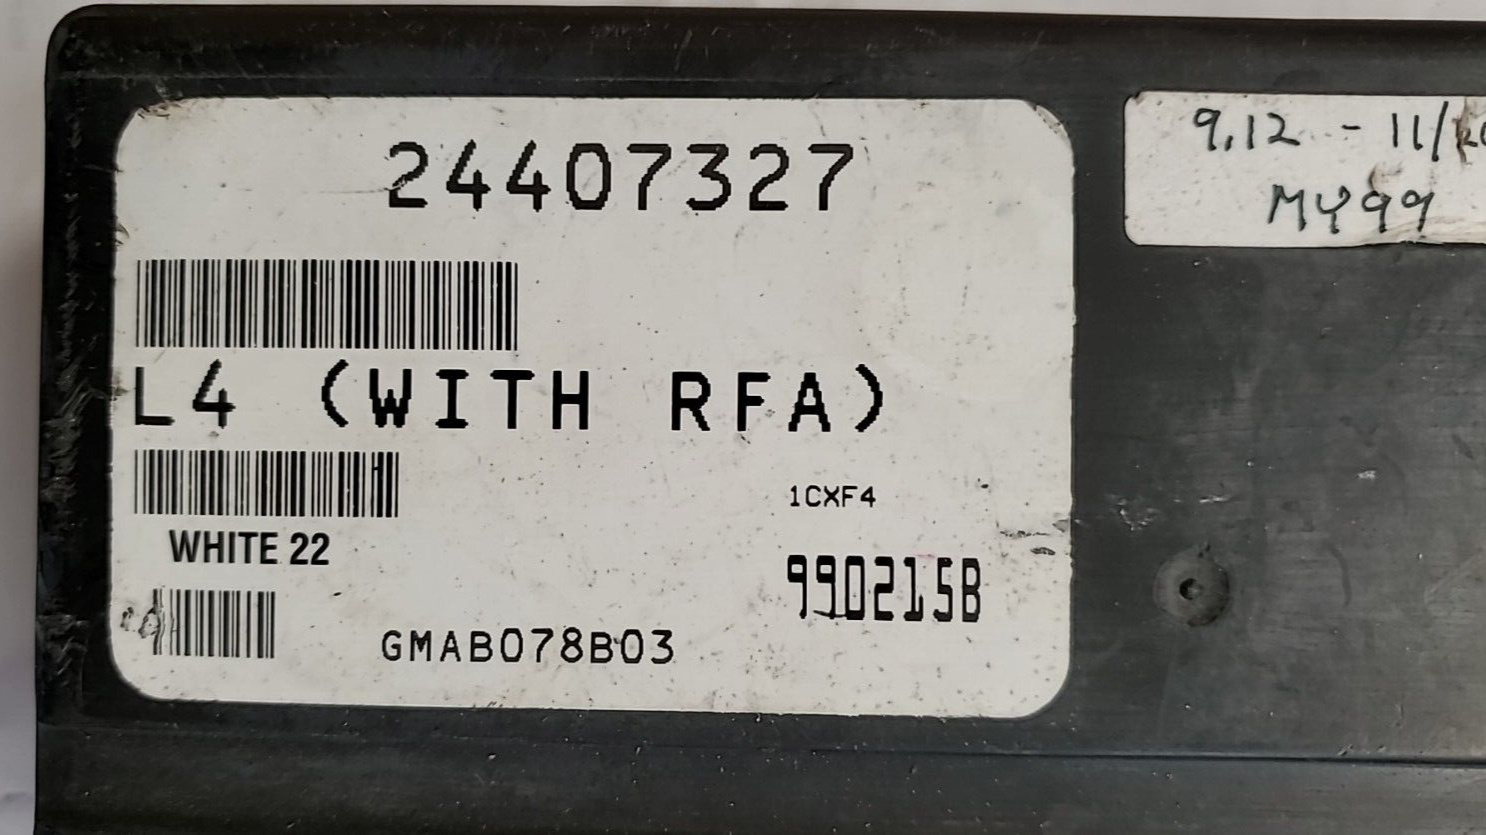 24407327
L4 (WITH RFA)
1CXF4
WHITE 22
990215B
GMAB078B03
9,12 - 11/
MY99